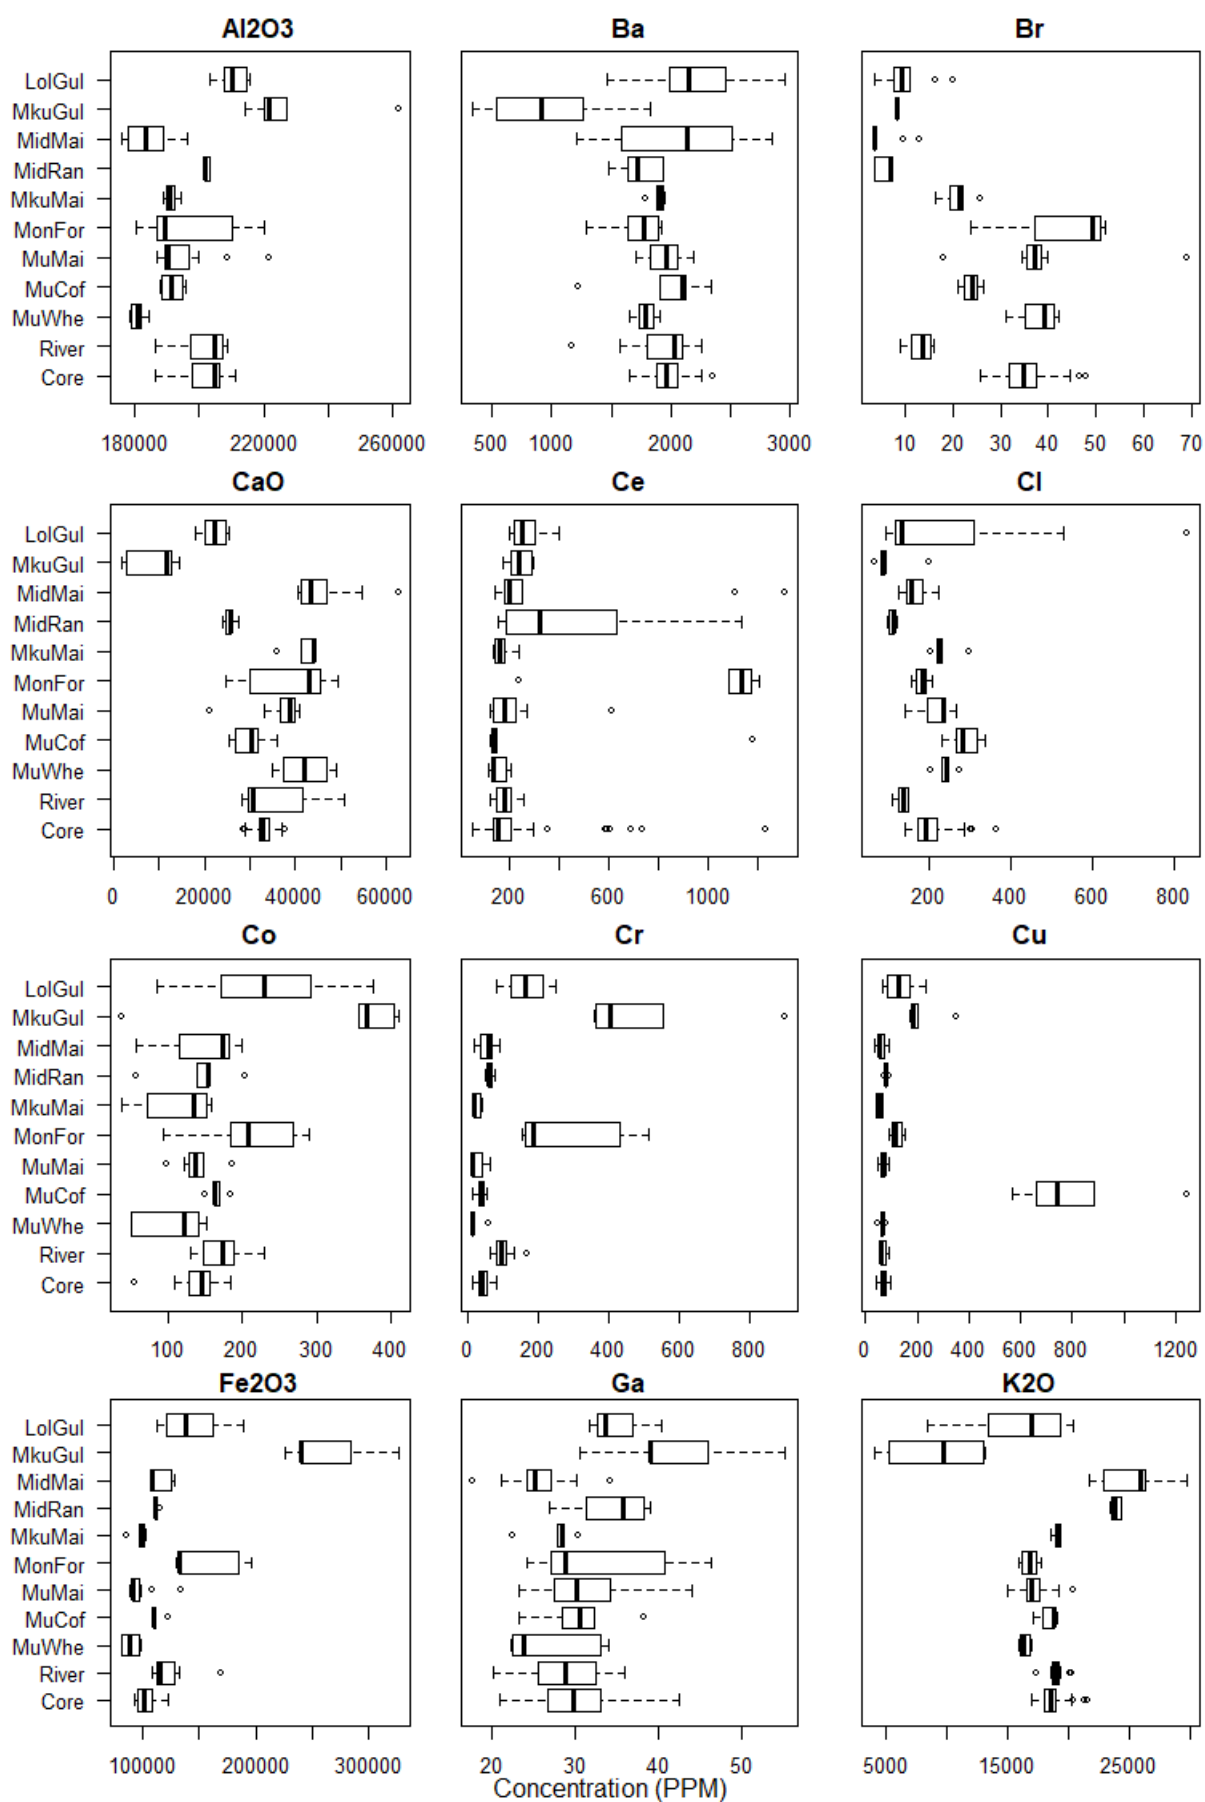 Al2O3 Ba Br
LolGul
MkuGul
MidMai
MidRan
MkuMai
MonFor
MuMai
MuCof
MuWhe
River
Core
180000 220000 260000 500 1000 2000 3000 10 20 30 40 50 60 70
CaO Ce Cl
LolGul
MkuGul
MidMai
MidRan
MkuMai
MonFor
MuMai
MuCof
MuWhe
River
Core
0 20000 40000 60000 200 600 1000 200 400 600 800
Co Cr Cu
LolGul
MkuGul
MidMai
MidRan
MkuMai
MonFor
MuMai
MuCof
MuWhe
River
Core
100 200 300 400 0 200 400 600 800 0 200 400 600 800 1200
Fe2O3 Ga K2O
LolGul
MkuGul
MidMai
MidRan
MkuMai
MonFor
MuMai
MuCof
MuWhe
River
Core
100000 200000 300000 20 30 40 50 5000 15000 25000
Concentration (PPM)